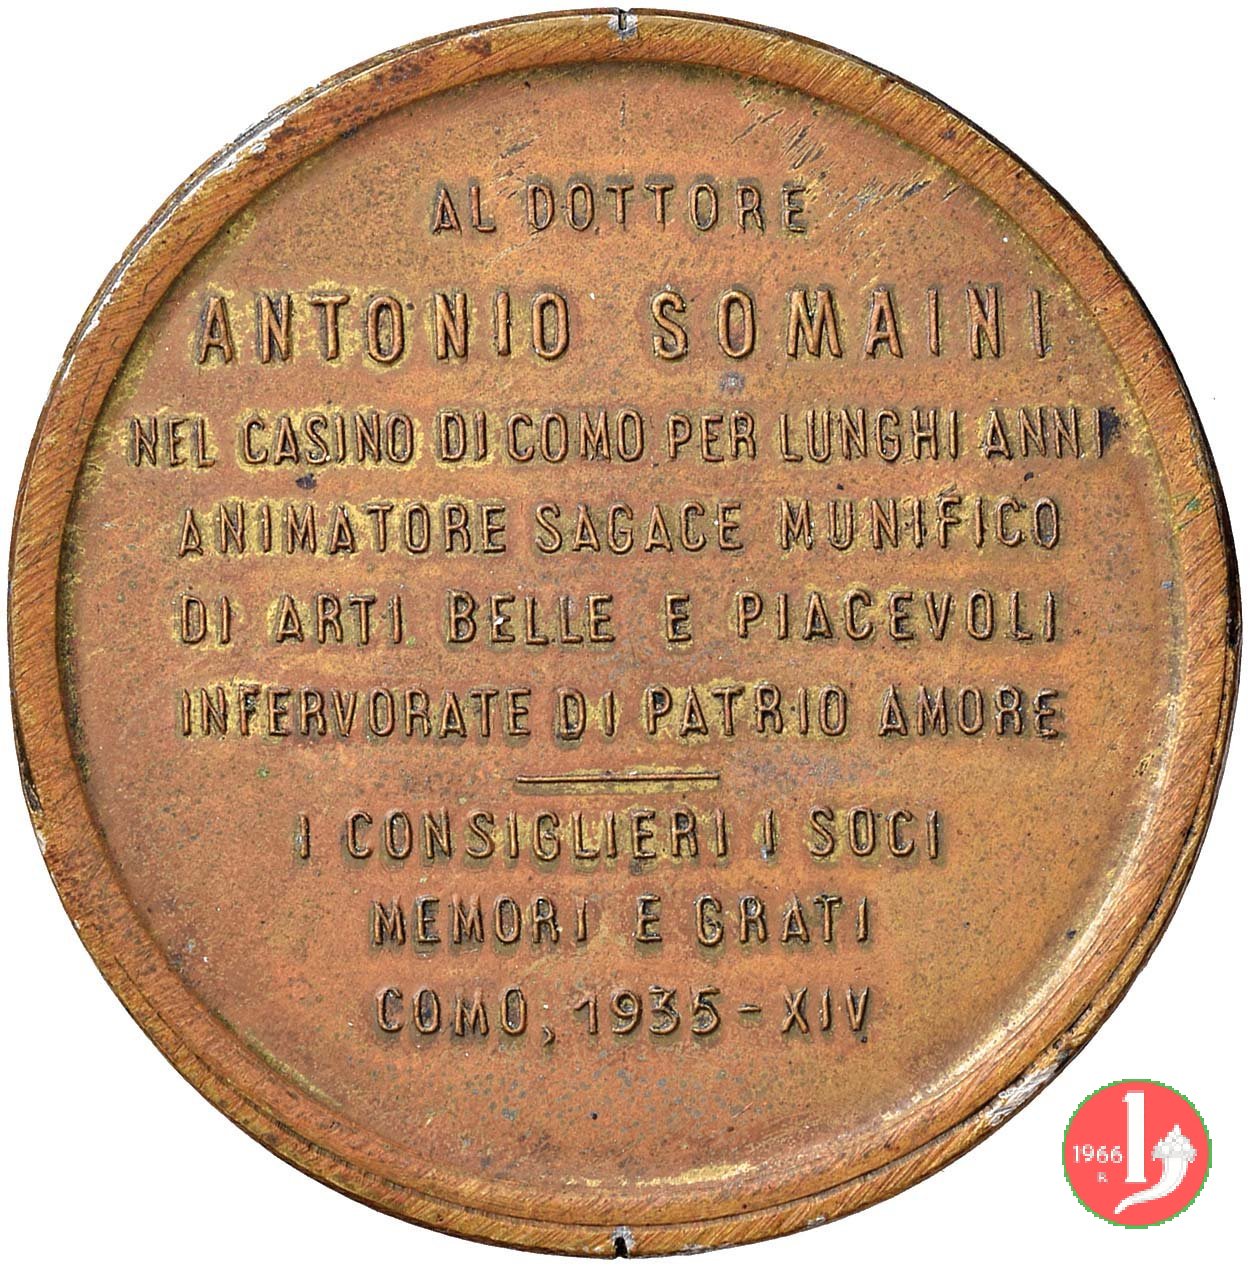 AL DOTTORE
ANTONIO SOMAINI
NEL CASINO DI COMO PER LUNGHI ANNI
ANIMATORE SAGACE MUNIFICO
DI ARTI BELLE E PIACEVOLI
INFERVORATE DI PATRIO AMORE
I CONSIGLIERI I SOCI
MEMORI E GRATI
COMO, 1935 - XIV
1966 1
R